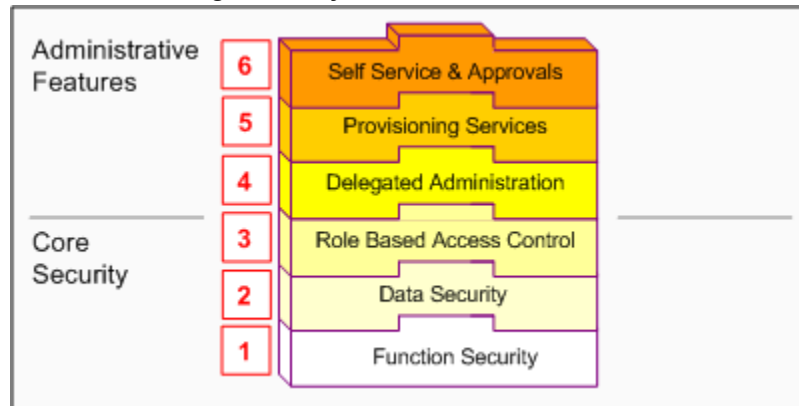 Administrative
Features
6
Self Service & Approvals
5
Provisioning Services
4
Delegated Administration
Core
Security
3
Role Based Access Control
2
Data Security
1
Function Security